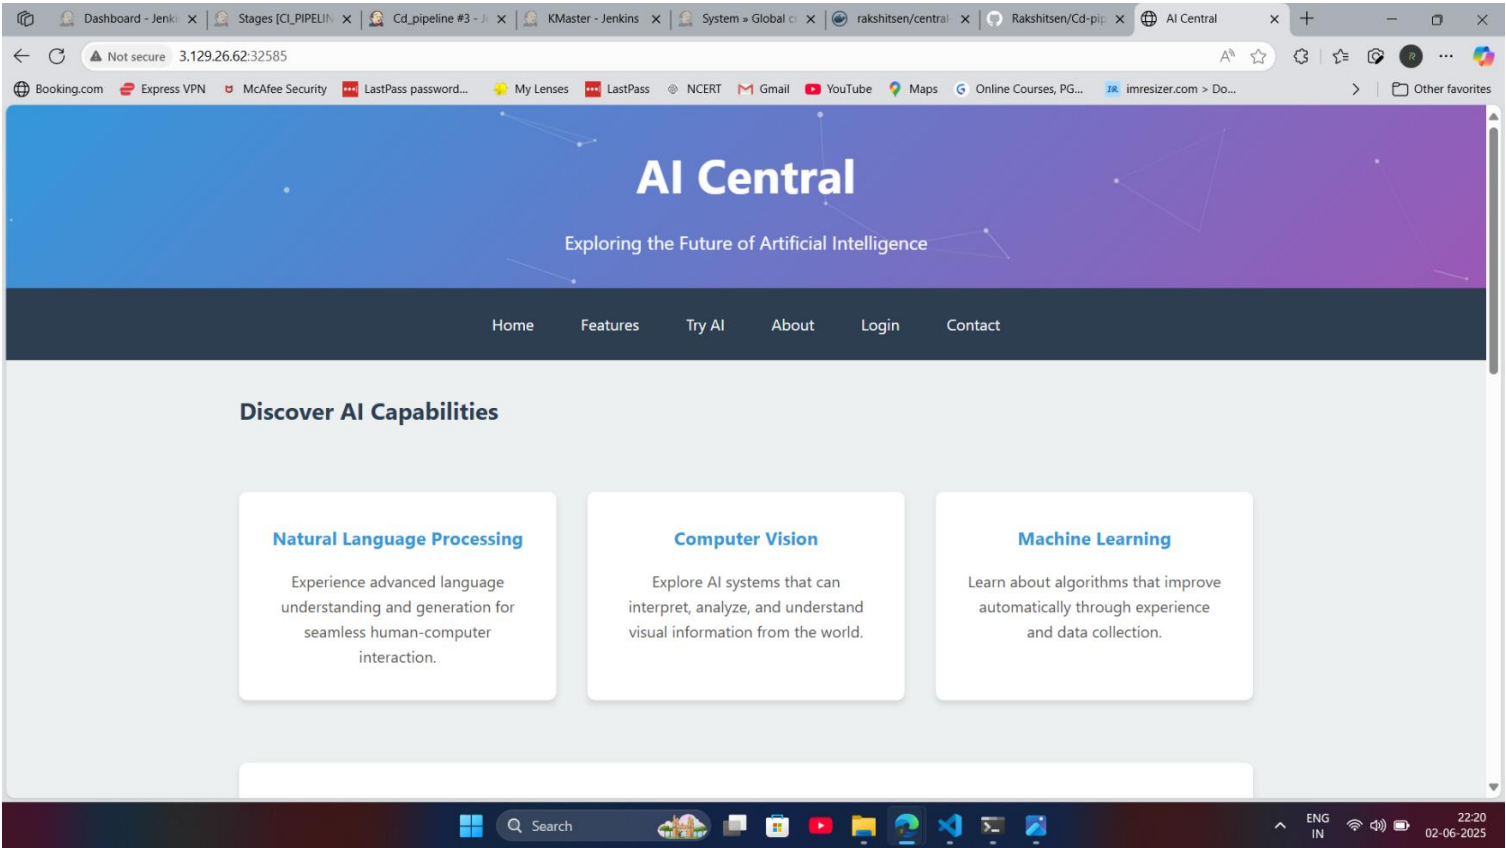 Dashboard - Jenki
Stages [CI_PIPELIN
Cd_pipeline #3 - Je
KMaster - Jenkins
System » Global c
rakshitsen/central
Rakshitsen/Cd-pip
AI Central
Not secure 3.129.26.62:32585
Booking.com
Express VPN
McAfee Security
LastPass password...
My Lenses
LastPass
NCERT
Gmail
YouTube
Maps
Online Courses, PG...
imresizer.com > Do...
Other favorites
AI Central
Exploring the Future of Artificial Intelligence
Home
Features
Try AI
About
Login
Contact
Discover AI Capabilities
Natural Language Processing
Experience advanced language
understanding and generation for
seamless human-computer
interaction.
Computer Vision
Explore AI systems that can
interpret, analyze, and understand
visual information from the world.
Machine Learning
Learn about algorithms that improve
automatically through experience
and data collection.
Search
ENG
IN
22:20
02-06-2025